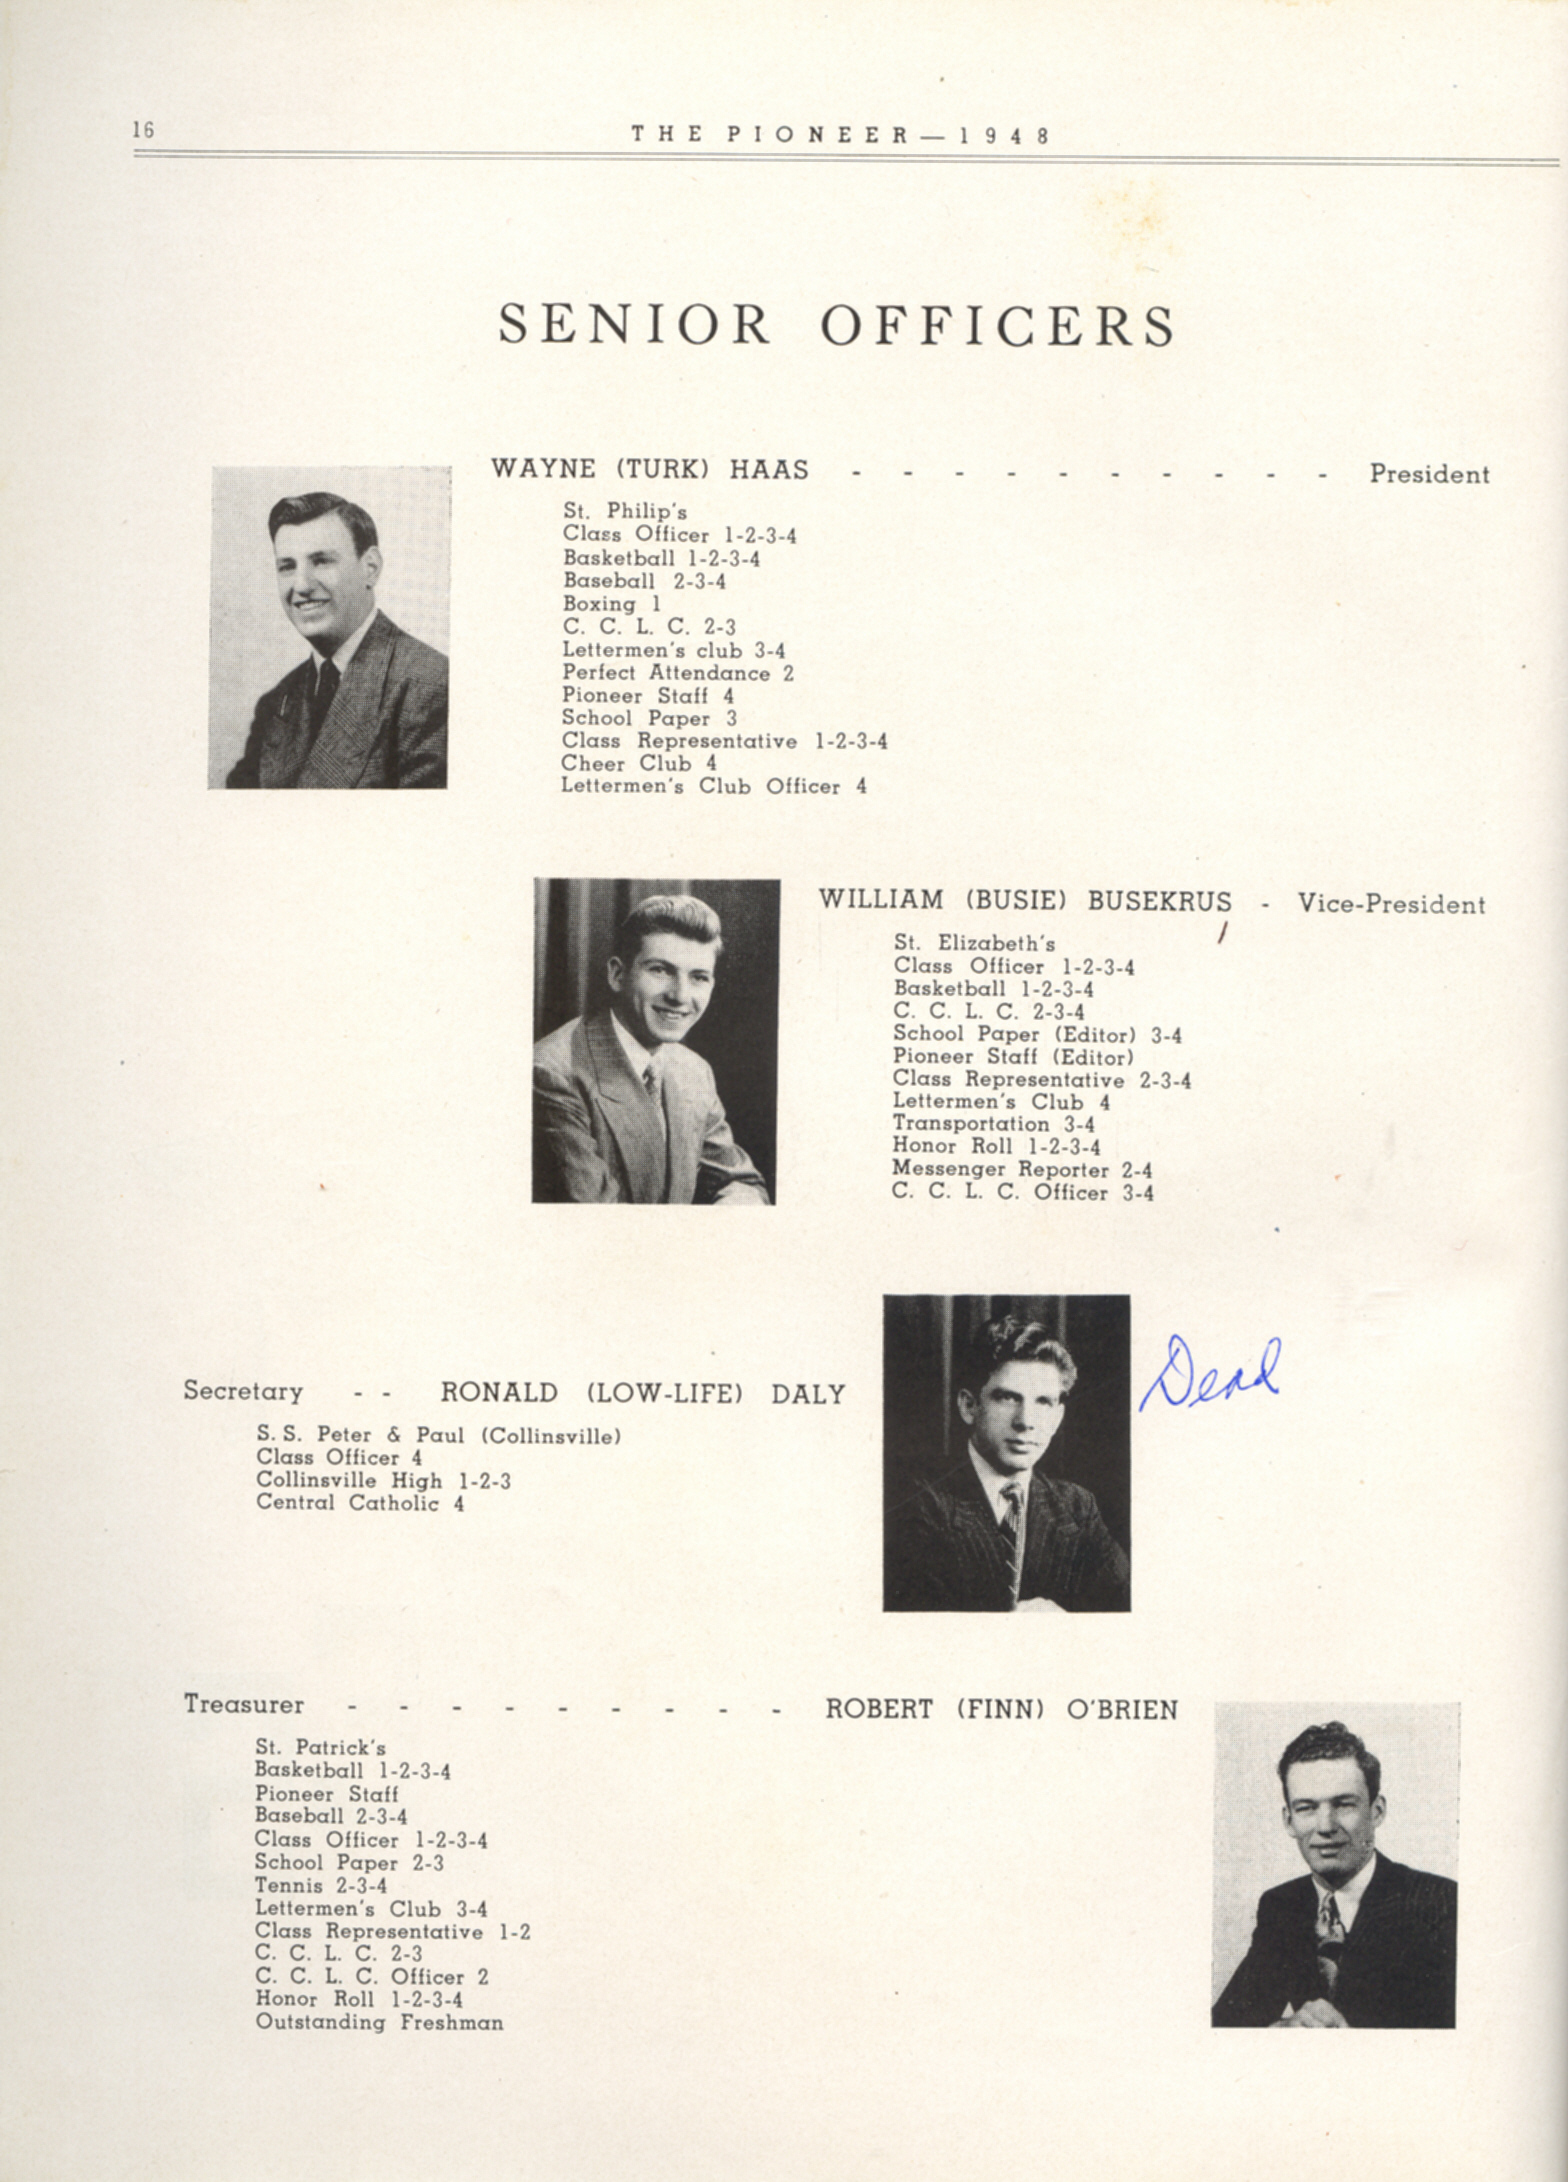 16
THE PIONEER—1948
SENIOR OFFICERS
WAYNE (TURK) HAAS - - - - - - - - - - President
St. Philip's
Class Officer 1-2-3-4
Basketball 1-2-3-4
Baseball 2-3-4
Boxing 1
C. C. L. C. 2-3
Lettermen's club 3-4
Perfect Attendance 2
Pioneer Staff 4
School Paper 3
Class Representative 1-2-3-4
Cheer Club 4
Lettermen's Club Officer 4
WILLIAM (BUSIE) BUSEKRUS - Vice-President
St. Elizabeth's
Class Officer 1-2-3-4
Basketball 1-2-3-4
C. C. L. C. 2-3-4
School Paper (Editor) 3-4
Pioneer Staff (Editor)
Class Representative 2-3-4
Lettermen's Club 4
Transportation 3-4
Honor Roll 1-2-3-4
Messenger Reporter 2-4
C. C. L. C. Officer 3-4
Dead
Secretary - - RONALD (LOW-LIFE) DALY
S. S. Peter & Paul (Collinsville)
Class Officer 4
Collinsville High 1-2-3
Central Catholic 4
Treasurer - - - - - - - - - ROBERT (FINN) O'BRIEN
St. Patrick's
Basketball 1-2-3-4
Pioneer Staff
Baseball 2-3-4
Class Officer 1-2-3-4
School Paper 2-3
Tennis 2-3-4
Lettermen's Club 3-4
Class Representative 1-2
C. C. L. C. 2-3
C. C. L. C. Officer 2
Honor Roll 1-2-3-4
Outstanding Freshman